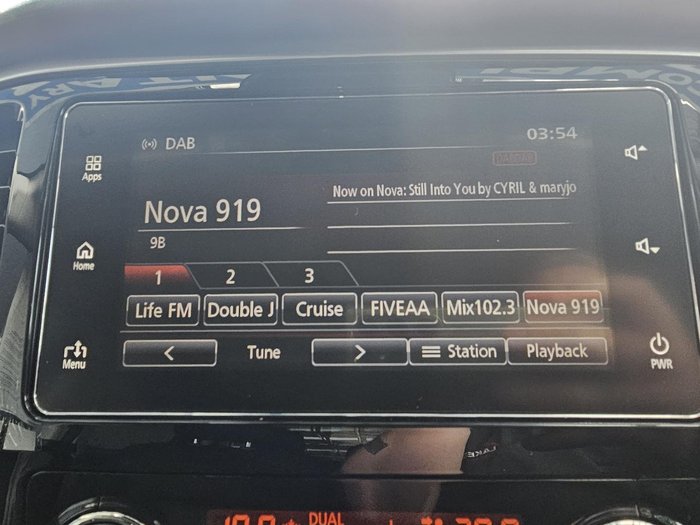 DAB
03:54
Apps
Now on Nova: Still Into You by CYRIL & maryjo
Nova 919
9B
Home
1 2 3
Life FM Double J Cruise FIVEAA Mix102.3 Nova 919
< Tune > Station Playback
Menu
PWR
LAKE
DUAL